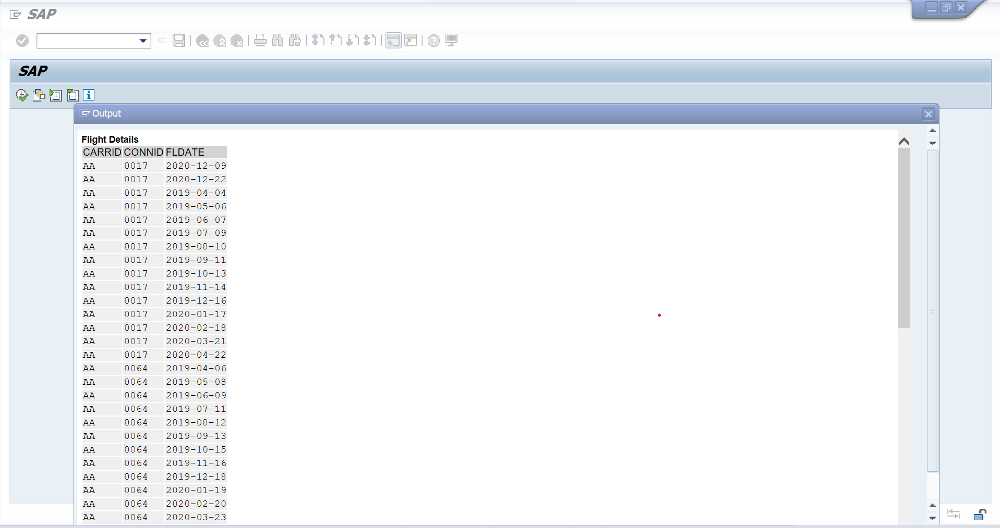 SAP
SAP
Output
Flight Details
CARRID CONNID FLDATE
AA 0017 2020-12-09
AA 0017 2020-12-22
AA 0017 2019-04-04
AA 0017 2019-05-06
AA 0017 2019-06-07
AA 0017 2019-07-09
AA 0017 2019-08-10
AA 0017 2019-09-11
AA 0017 2019-10-13
AA 0017 2019-11-14
AA 0017 2019-12-16
AA 0017 2020-01-17
AA 0017 2020-02-18
AA 0017 2020-03-21
AA 0017 2020-04-22
AA 0064 2019-04-06
AA 0064 2019-05-08
AA 0064 2019-06-09
AA 0064 2019-07-11
AA 0064 2019-08-12
AA 0064 2019-09-13
AA 0064 2019-10-15
AA 0064 2019-11-16
AA 0064 2019-12-18
AA 0064 2020-01-19
AA 0064 2020-02-20
AA 0064 2020-03-23